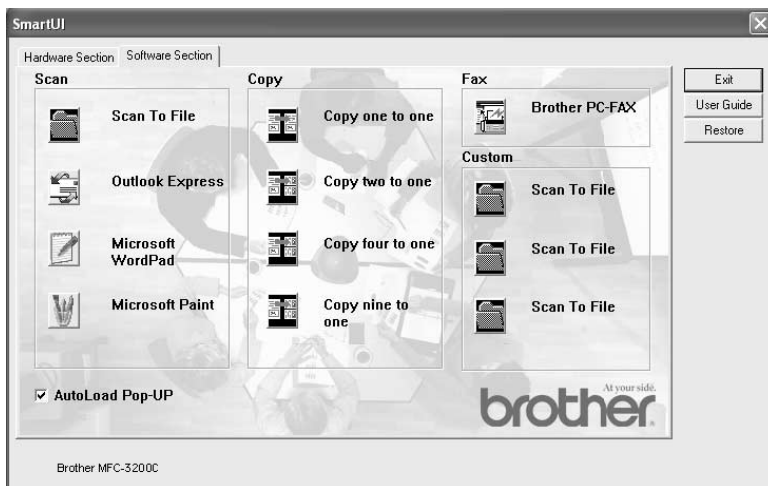 SmartUI
Hardware Section
Software Section
Scan
Scan To File
Outlook Express
Microsoft
WordPad
Microsoft Paint
Copy
Copy one to one
Copy two to one
Copy four to one
Copy nine to
one
Fax
Brother PC-FAX
Custom
Scan To File
Scan To File
Scan To File
Exit
User Guide
Restore
AutoLoad Pop-UP
At your side.
brother
Brother MFC-3200C